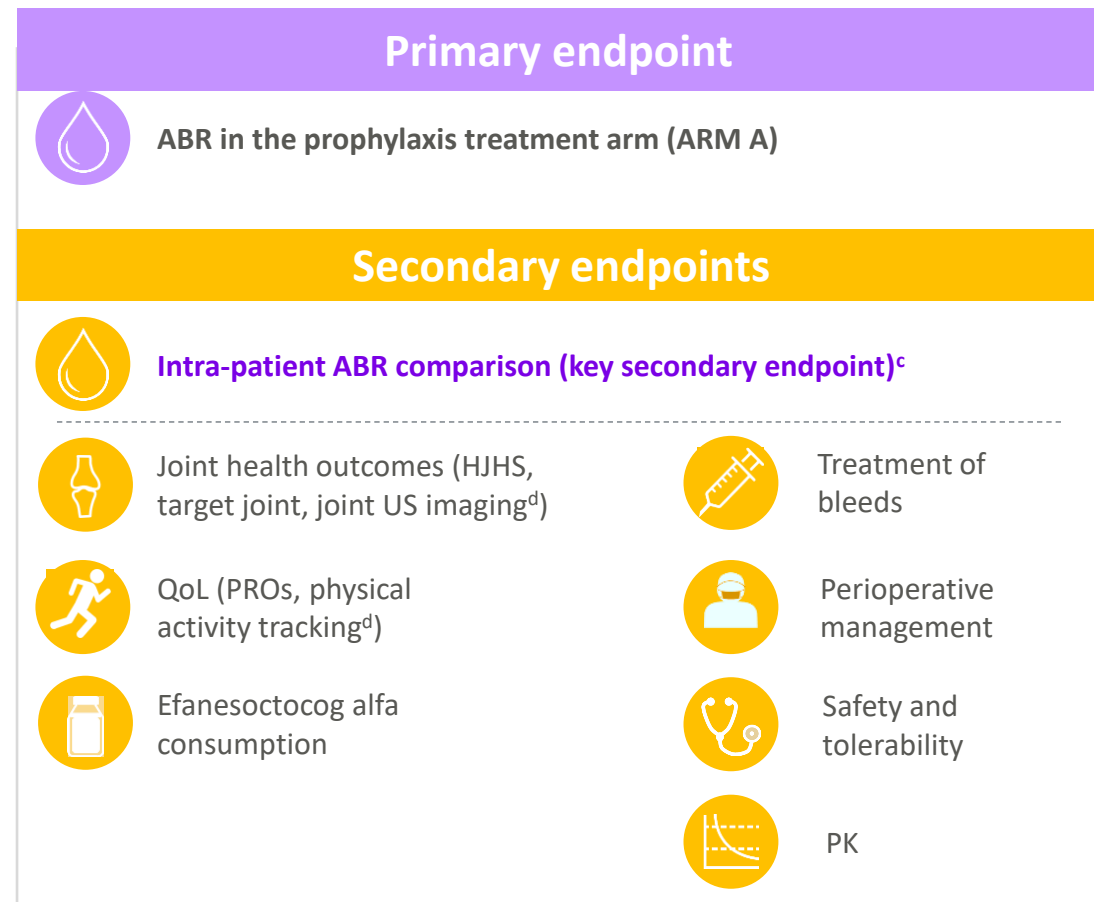 Primary endpoint
ABR in the prophylaxis treatment arm (ARM A)
Secondary endpoints
Intra-patient ABR comparison (key secondary endpoint)ᶜ
Joint health outcomes (HJHS,
target joint, joint US imagingᵈ)
QoL (PROs, physical
activity trackingᵈ)
Efanesoctocog alfa
consumption
Treatment of
bleeds
Perioperative
management
Safety and
tolerability
PK